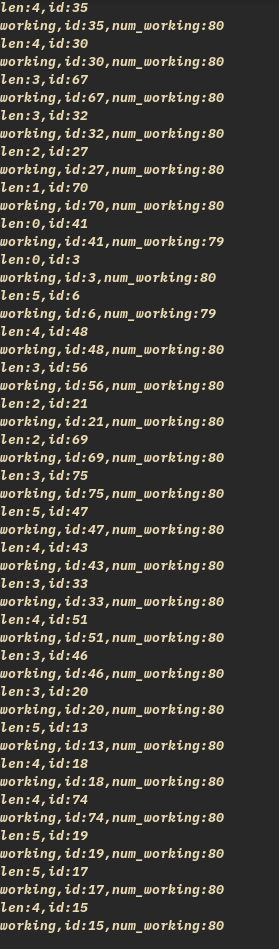 len:4,id:35
working,id:35,num_working:80
len:4,id:30
working,id:30,num_working:80
len:3,id:67
working,id:67,num_working:80
len:3,id:32
working,id:32,num_working:80
len:2,id:27
working,id:27,num_working:80
len:1,id:70
working,id:70,num_working:80
len:0,id:41
working,id:41,num_working:79
len:0,id:3
working,id:3,num_working:80
len:5,id:6
working,id:6,num_working:79
len:4,id:48
working,id:48,num_working:80
len:3,id:56
working,id:56,num_working:80
len:2,id:21
working,id:21,num_working:80
len:2,id:69
working,id:69,num_working:80
len:3,id:75
working,id:75,num_working:80
len:5,id:47
working,id:47,num_working:80
len:4,id:43
working,id:43,num_working:80
len:3,id:33
working,id:33,num_working:80
len:4,id:51
working,id:51,num_working:80
len:3,id:46
working,id:46,num_working:80
len:3,id:20
working,id:20,num_working:80
len:5,id:13
working,id:13,num_working:80
len:4,id:18
working,id:18,num_working:80
len:4,id:74
working,id:74,num_working:80
len:5,id:19
working,id:19,num_working:80
len:5,id:17
working,id:17,num_working:80
len:4,id:15
working,id:15,num_working:80